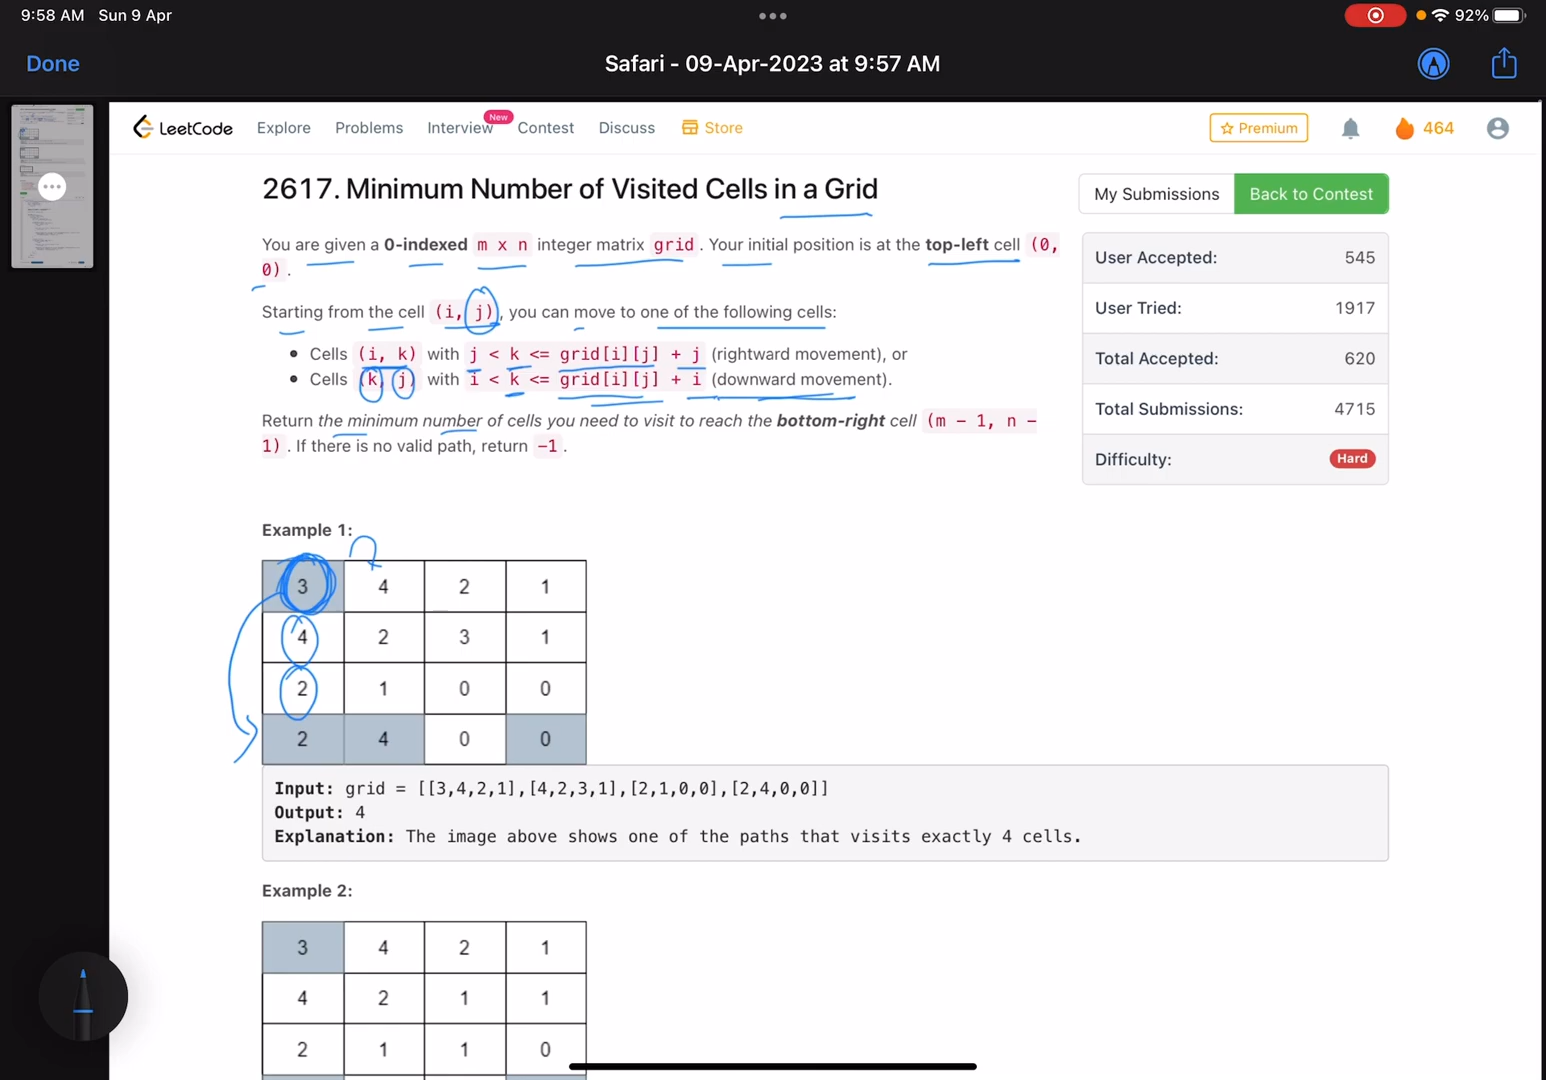 9:58 AM Sun 9 Apr
92%
Done
Safari - 09-Apr-2023 at 9:57 AM
LeetCode Explore Problems Interview New Contest Discuss Store
Premium 464
2617. Minimum Number of Visited Cells in a Grid
My Submissions Back to Contest
You are given a 0-indexed m x n integer matrix grid. Your initial position is at the top-left cell (0,
0).
Starting from the cell (i, j), you can move to one of the following cells:
Cells (i, k) with j < k <= grid[i][j] + j (rightward movement), or
Cells (k, j) with i < k <= grid[i][j] + i (downward movement).
Return the minimum number of cells you need to visit to reach the bottom-right cell (m - 1, n -
1). If there is no valid path, return -1.
User Accepted: 545
User Tried: 1917
Total Accepted: 620
Total Submissions: 4715
Difficulty: Hard
Example 1:
3 4 2 1
4 2 3 1
2 1 0 0
2 4 0 0
Input: grid = [[3,4,2,1],[4,2,3,1],[2,1,0,0],[2,4,0,0]]
Output: 4
Explanation: The image above shows one of the paths that visits exactly 4 cells.
Example 2:
3 4 2 1
4 2 1 1
2 1 1 0